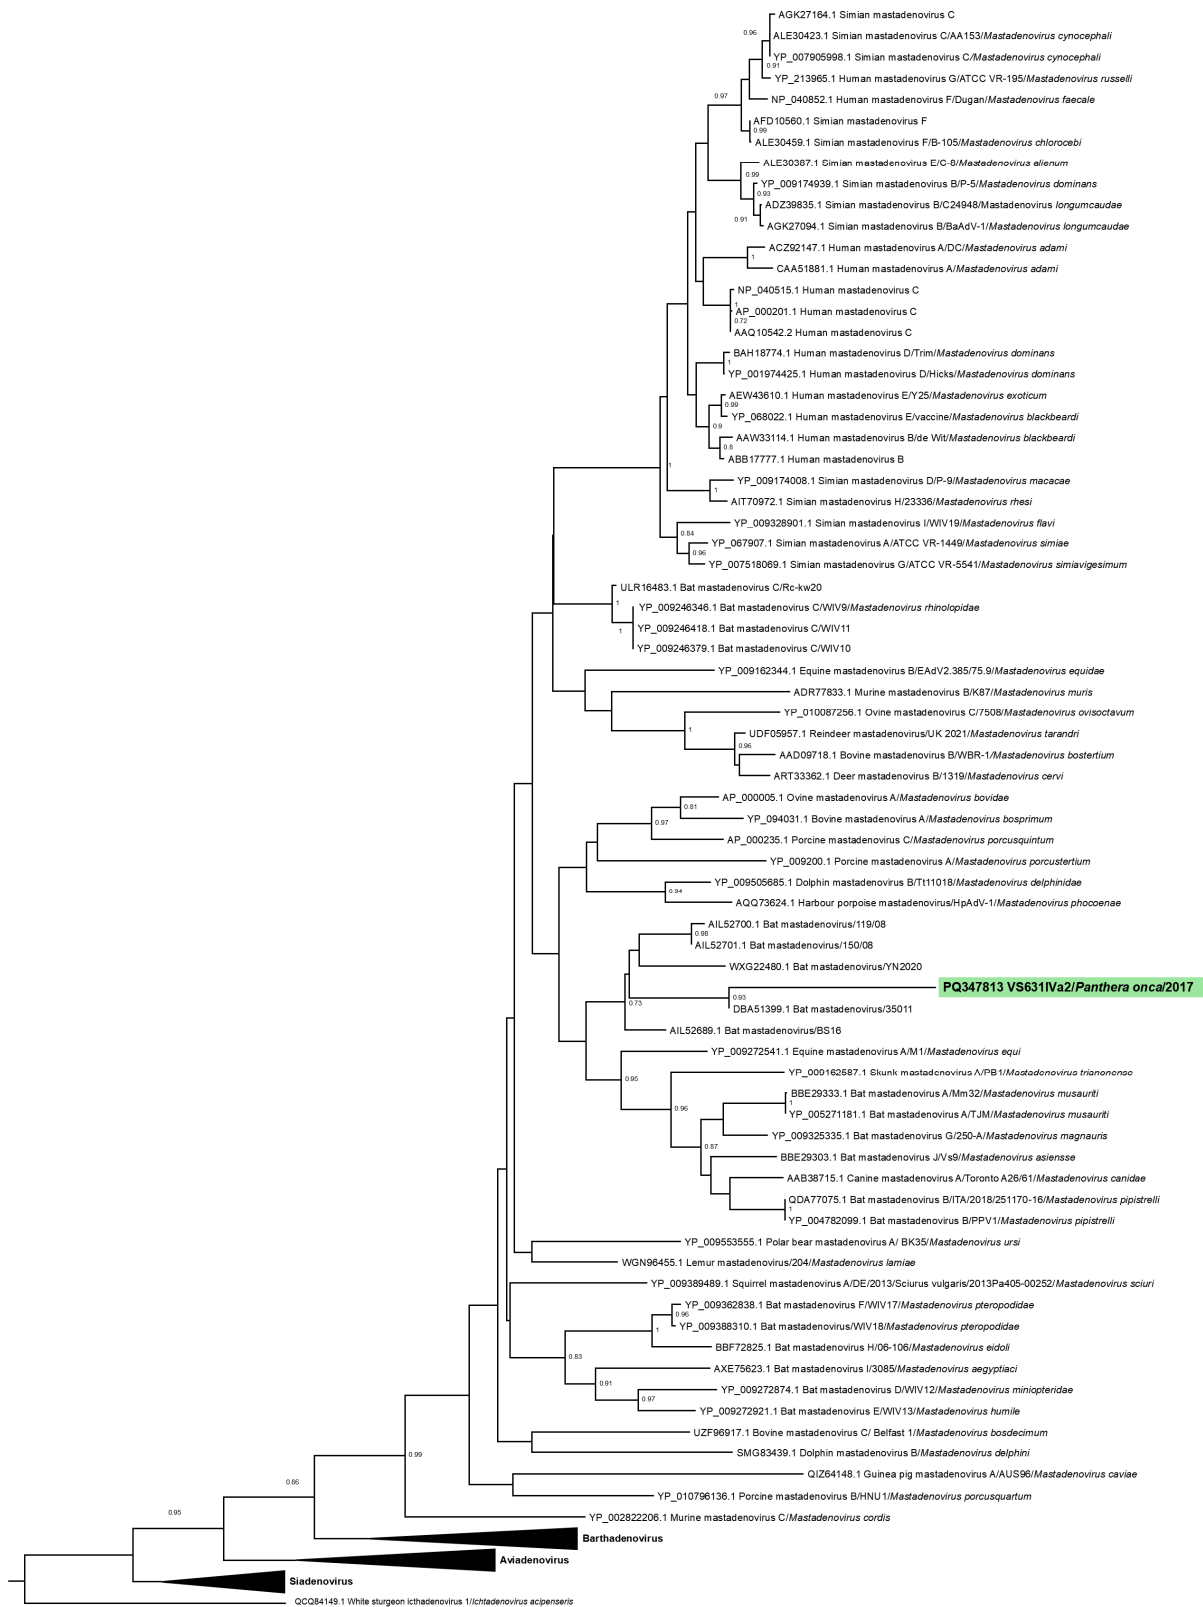 AGK27164.1 Simian mastadenovirus C
0.96
ALE30423.1 Simian mastadenovirus C/AA153/Mastadenovirus cynocephali
YP_007905998.1 Simian mastadenovirus C/Mastadenovirus cynocephali
0.91
YP_213965.1 Human mastadenovirus G/ATCC VR-195/Mastadenovirus russelli
0.97
NP_040852.1 Human mastadenovirus F/Dugan/Mastadenovirus faecale
AFD10560.1 Simian mastadenovirus F
0.99
ALE30459.1 Simian mastadenovirus F/B-105/Mastadenovirus chlorocebi
ALE30387.1 Simian mastadenovirus E/C-8/Mastadenovirus alienum
0.99
YP_009174939.1 Simian mastadenovirus B/P-5/Mastadenovirus dominans
0.93
ADZ39835.1 Simian mastadenovirus B/C24948/Mastadenovirus longumcaudae
0.91
AGK27094.1 Simian mastadenovirus B/BaAdV-1/Mastadenovirus longumcaudae
ACZ92147.1 Human mastadenovirus A/DC/Mastadenovirus adami
1
CAA51881.1 Human mastadenovirus A/Mastadenovirus adami
NP_040515.1 Human mastadenovirus C
1
AP_000201.1 Human mastadenovirus C
0.72
AAQ10542.2 Human mastadenovirus C
BAH18774.1 Human mastadenovirus D/Trim/Mastadenovirus dominans
1
YP_001974425.1 Human mastadenovirus D/Hicks/Mastadenovirus dominans
AEW43610.1 Human mastadenovirus E/Y25/Mastadenovirus exoticum
0.99
YP_068022.1 Human mastadenovirus E/vaccine/Mastadenovirus blackbeardi
0.9
AAW33114.1 Human mastadenovirus B/de Wit/Mastadenovirus blackbeardi
0.8
ABB17777.1 Human mastadenovirus B
1
YP_009174008.1 Simian mastadenovirus D/P-9/Mastadenovirus macacae
1
AIT70972.1 Simian mastadenovirus H/23336/Mastadenovirus rhesi
YP_009328901.1 Simian mastadenovirus I/WIV19/Mastadenovirus flavi
0.84
YP_067907.1 Simian mastadenovirus A/ATCC VR-1449/Mastadenovirus simiae
0.96
YP_007518069.1 Simian mastadenovirus G/ATCC VR-5541/Mastadenovirus simiavigesimum
ULR16483.1 Bat mastadenovirus C/Rc-kw20
1
YP_009246346.1 Bat mastadenovirus C/WIV9/Mastadenovirus rhinolopidae
1
YP_009246418.1 Bat mastadenovirus C/WIV11
YP_009246379.1 Bat mastadenovirus C/WIV10
YP_009162344.1 Equine mastadenovirus B/EAdV2.385/75.9/Mastadenovirus equidae
ADR77833.1 Murine mastadenovirus B/K87/Mastadenovirus muris
YP_010087256.1 Ovine mastadenovirus C/7508/Mastadenovirus ovisoctavum
1
UDF05957.1 Reindeer mastadenovirus/UK 2021/Mastadenovirus tarandri
0.96
AAD09718.1 Bovine mastadenovirus B/WBR-1/Mastadenovirus bostertium
ART33362.1 Deer mastadenovirus B/1319/Mastadenovirus cervi
AP_000005.1 Ovine mastadenovirus A/Mastadenovirus bovidae
0.81
YP_094031.1 Bovine mastadenovirus A/Mastadenovirus bosprimum
0.97
AP_000235.1 Porcine mastadenovirus C/Mastadenovirus porcusquintum
YP_009200.1 Porcine mastadenovirus A/Mastadenovirus porcustertium
YP_009505685.1 Dolphin mastadenovirus B/Tt11018/Mastadenovirus delphinidae
0.94
AQQ73624.1 Harbour porpoise mastadenovirus/HpAdV-1/Mastadenovirus phocoenae
AIL52700.1 Bat mastadenovirus/119/08
0.98
AIL52701.1 Bat mastadenovirus/150/08
WXG22480.1 Bat mastadenovirus/YN2020
PQ347813 VS631IVa2/Panthera onca/2017
0.93
0.73
DBA51399.1 Bat mastadenovirus/35011
AIL52689.1 Bat mastadenovirus/BS16
YP_009272541.1 Equine mastadenovirus A/M1/Mastadenovirus equi
0.95
YP_009162587.1 Skunk mastadenovirus A/PB1/Mastadenovirus trianonense
BBE29333.1 Bat mastadenovirus A/Mm32/Mastadenovirus musauriti
1
0.96
YP_005271181.1 Bat mastadenovirus A/TJM/Mastadenovirus musauriti
YP_009325335.1 Bat mastadenovirus G/250-A/Mastadenovirus magnauris
0.87
BBE29303.1 Bat mastadenovirus J/Vs9/Mastadenovirus asiensse
AAB38715.1 Canine mastadenovirus A/Toronto A26/61/Mastadenovirus canidae
QDA77075.1 Bat mastadenovirus B/ITA/2018/251170-16/Mastadenovirus pipistrelli
1
YP_004782099.1 Bat mastadenovirus B/PPV1/Mastadenovirus pipistrelli
YP_009553555.1 Polar bear mastadenovirus A/ BK35/Mastadenovirus ursi
WGN96455.1 Lemur mastadenovirus/204/Mastadenovirus lamiae
YP_009389489.1 Squirrel mastadenovirus A/DE/2013/Sciurus vulgaris/2013Pa405-00252/Mastadenovirus sciuri
YP_009362838.1 Bat mastadenovirus F/WIV17/Mastadenovirus pteropodidae
0.96
YP_009388310.1 Bat mastadenovirus/WIV18/Mastadenovirus pteropodidae
1
BBF72825.1 Bat mastadenovirus H/06-106/Mastadenovirus eidoli
0.83
AXE75623.1 Bat mastadenovirus I/3085/Mastadenovirus aegyptiaci
0.91
YP_009272874.1 Bat mastadenovirus D/WIV12/Mastadenovirus miniopteridae
0.97
YP_009272921.1 Bat mastadenovirus E/WIV13/Mastadenovirus humile
UZF96917.1 Bovine mastadenovirus C/ Belfast 1/Mastadenovirus bosdecimum
SMG83439.1 Dolphin mastadenovirus B/Mastadenovirus delphini
0.99
QIZ64148.1 Guinea pig mastadenovirus A/AUS96/Mastadenovirus caviae
0.86
YP_010796136.1 Porcine mastadenovirus B/HNU1/Mastadenovirus porcusquartum
0.95
YP_002822206.1 Murine mastadenovirus C/Mastadenovirus cordis
Barthadenovirus
Aviadenovirus
Siadenovirus
QCQ84149.1 White sturgeon icthadenovirus 1/Ichtadenovirus acipenseris